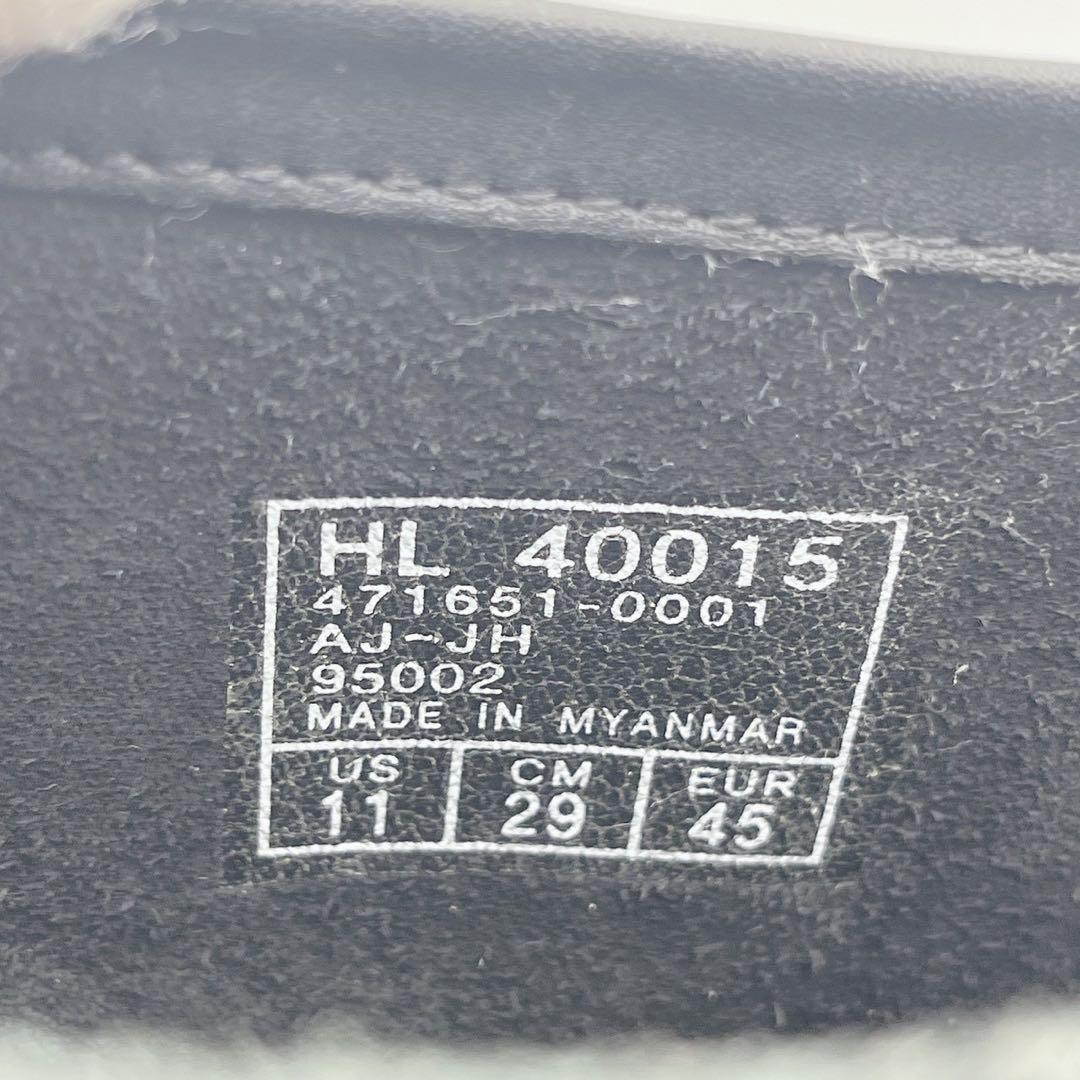 HL 40015
471651-0001
AJ-JH
95002
MADE IN MYANMAR
US CM EUR
11 29 45